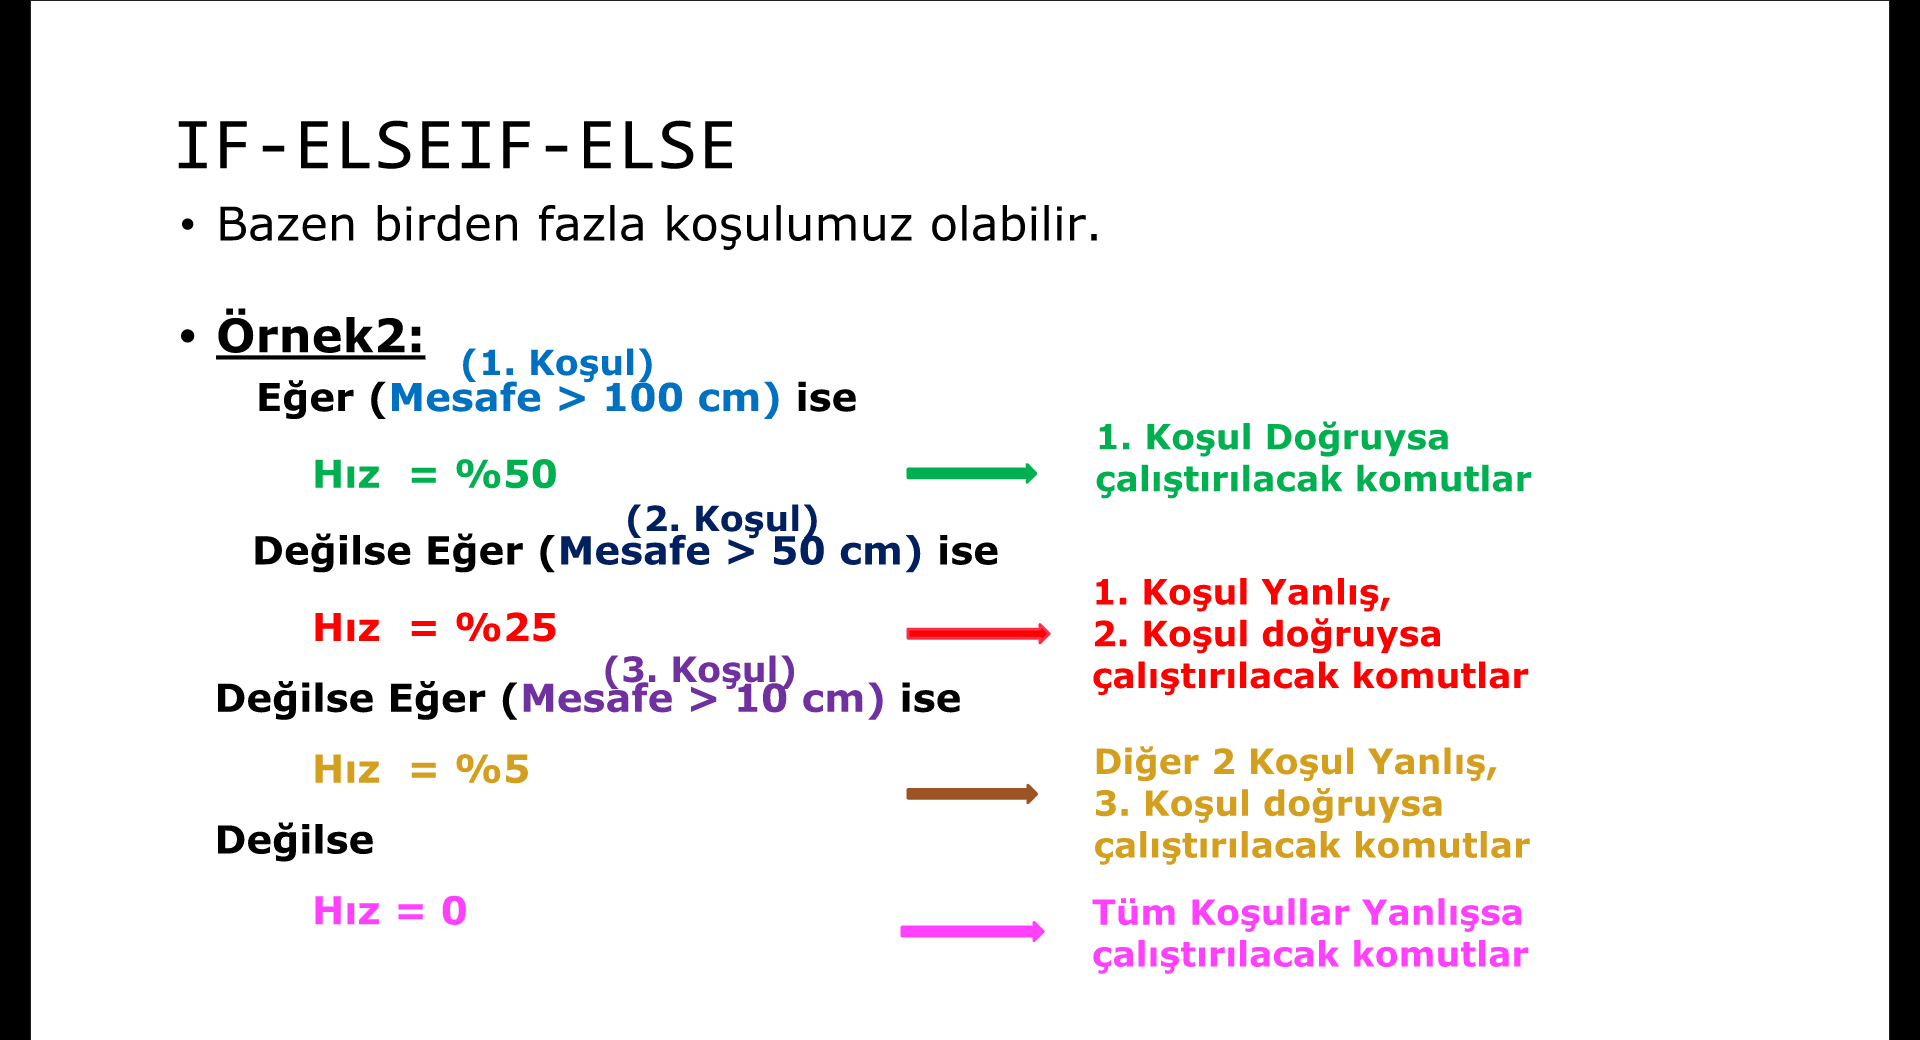 IF-ELSEIF-ELSE
• Bazen birden fazla koşulumuz olabilir.
• Örnek2:
(1. Koşul)
Eğer (Mesafe > 100 cm) ise
Hız = %50
1. Koşul Doğruysa
çalıştırılacak komutlar
(2. Koşul)
Değilse Eğer (Mesafe > 50 cm) ise
Hız = %25
1. Koşul Yanlış,
2. Koşul doğruysa
çalıştırılacak komutlar
(3. Koşul)
Değilse Eğer (Mesafe > 10 cm) ise
Hız = %5
Diğer 2 Koşul Yanlış,
3. Koşul doğruysa
çalıştırılacak komutlar
Değilse
Hız = 0
Tüm Koşullar Yanlışsa
çalıştırılacak komutlar